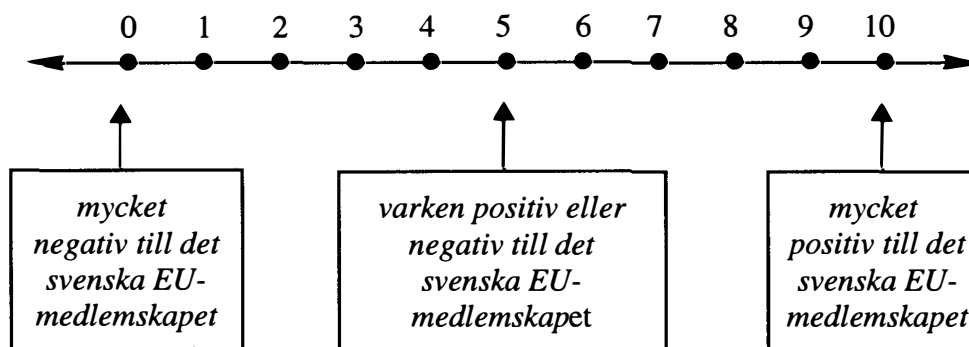 0 1 2 3 4 5 6 7 8 9 10
mycket
negativ till det
svenska EU-
medlemskapet
varken positiv eller
negativ till det
svenska EU-
medlemskapet
mycket
positiv till det
svenska EU-
medlemskapet